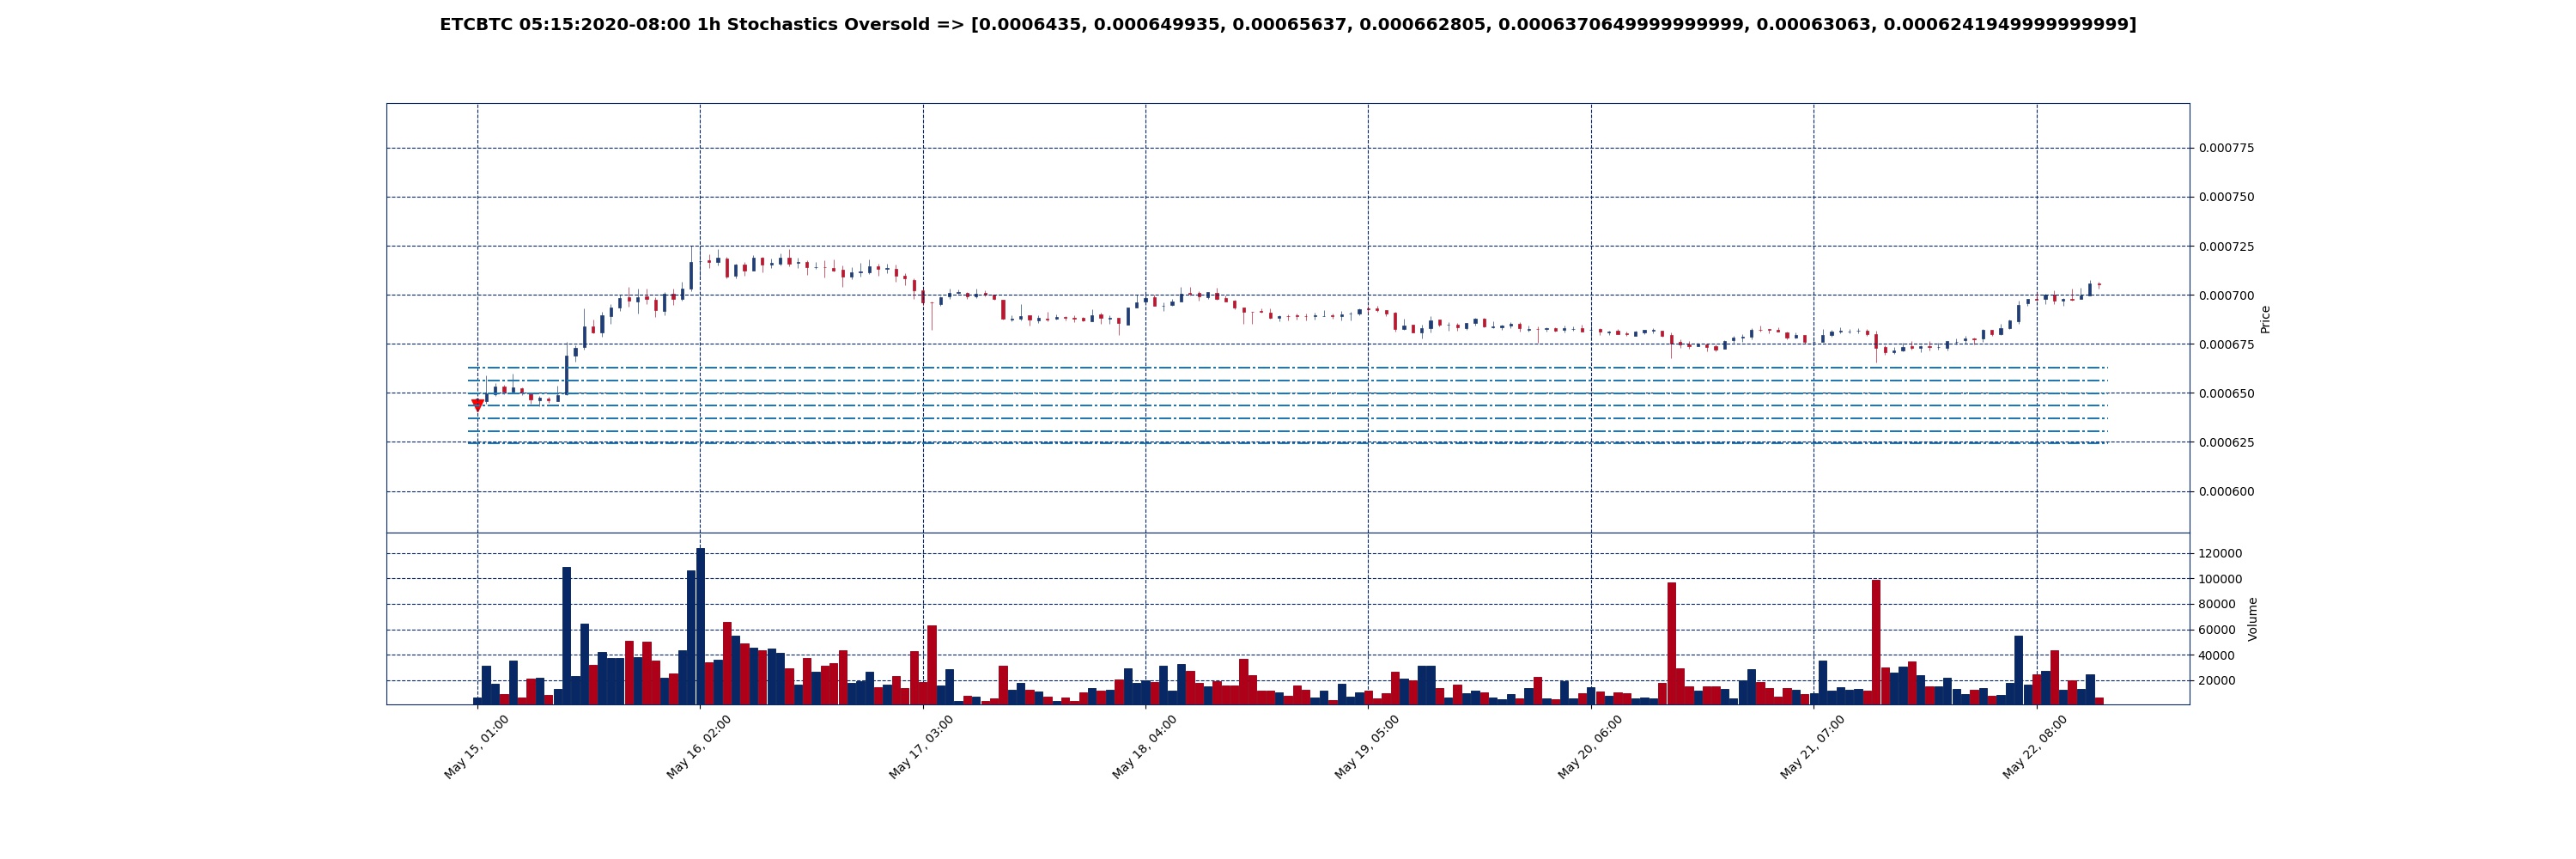 ETCBTC 05:15:2020-08:00 1h Stochastics Oversold => [0.0006435, 0.000649935, 0.00065637, 0.000662805, 0.0006370649999999999, 0.00063063, 0.0006241949999999999]
0.000775
0.000750
0.000725
0.000700
0.000675
0.000650
0.000625
0.000600
Price
120000
100000
80000
60000
40000
20000
Volume
May 15, 01:00
May 16, 02:00
May 17, 03:00
May 18, 04:00
May 19, 05:00
May 20, 06:00
May 21, 07:00
May 22, 08:00